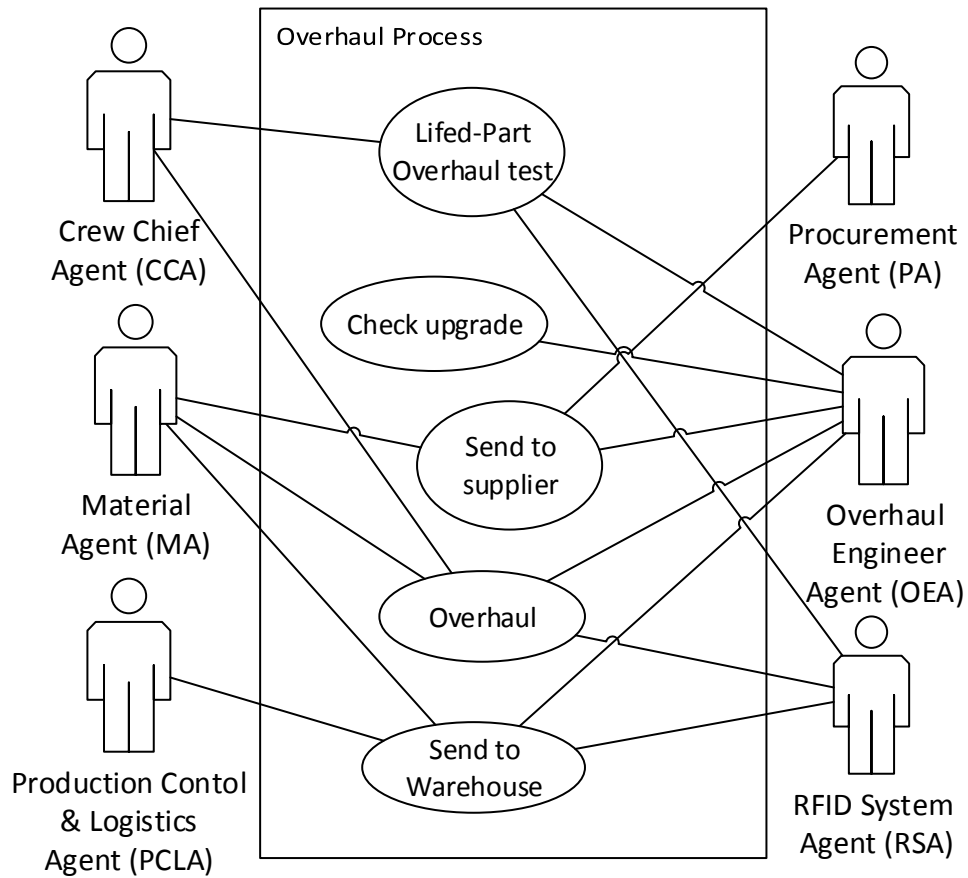 Overhaul Process
Lifed-Part
Overhaul test
Crew Chief
Agent (CCA)
Procurement
Agent (PA)
Check upgrade
Send to
supplier
Material
Agent (MA)
Overhaul
Engineer
Agent (OEA)
Overhaul
Send to
Warehouse
Production Contol
& Logistics
Agent (PCLA)
RFID System
Agent (RSA)